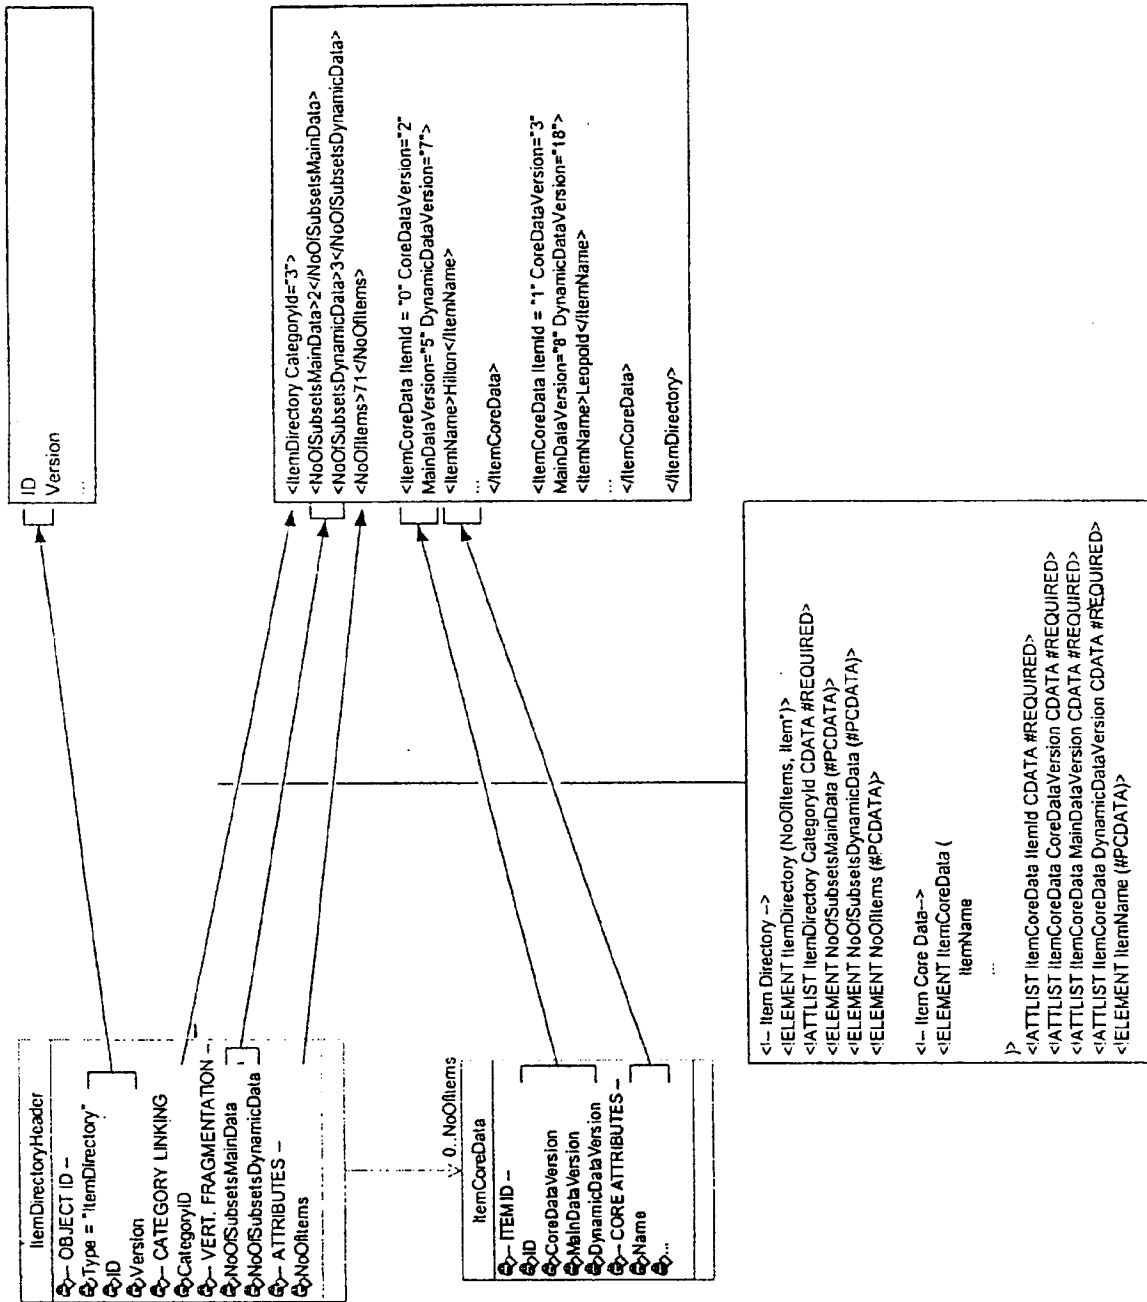 ItemDirectoryHeader
– OBJECT ID –
Type = "ItemDirectory"
ID
Version
– CATEGORY LINKING –
CategoryID
– VERT. FRAGMENTATION –
NoOfSubsetsMainData
NoOfSubsetsDynamicData
– ATTRIBUTES –
NoOfItems
0..NoOfItems
ItemCoreData
– ITEM ID –
ID
CoreDataVersion
MainDataVersion
DynamicDataVersion
– CORE ATTRIBUTES –
Name
...
ID
Version
...
<ItemDirectory CategoryId="3">
<NoOfSubsetsMainData>2</NoOfSubsetsMainData>
<NoOfSubsetsDynamicData>3</NoOfSubsetsDynamicData>
<NoOfItems>71</NoOfItems>
<ItemCoreData ItemId = "0" CoreDataVersion="2"
MainDataVersion="5" DynamicDataVersion="7">
<ItemName>Hilton</ItemName>
...
</ItemCoreData>
<ItemCoreData ItemId = "1" CoreDataVersion="3"
MainDataVersion="8" DynamicDataVersion="18">
<ItemName>Leopold</ItemName>
...
</ItemCoreData>
</ItemDirectory>
<!-- Item Directory -->
<!ELEMENT ItemDirectory (NoOfItems, Item*)>
<!ATTLIST ItemDirectory CategoryId CDATA #REQUIRED>
<!ELEMENT NoOfSubsetsMainData (#PCDATA)>
<!ELEMENT NoOfSubsetsDynamicData (#PCDATA)>
<!ELEMENT NoOfItems (#PCDATA)>
<!-- Item Core Data-->
<!ELEMENT ItemCoreData (
ItemName
...
)>
<!ATTLIST ItemCoreData ItemId CDATA #REQUIRED>
<!ATTLIST ItemCoreData CoreDataVersion CDATA #REQUIRED>
<!ATTLIST ItemCoreData MainDataVersion CDATA #REQUIRED>
<!ATTLIST ItemCoreData DynamicDataVersion CDATA #REQUIRED>
<!ELEMENT ItemName (#PCDATA)>